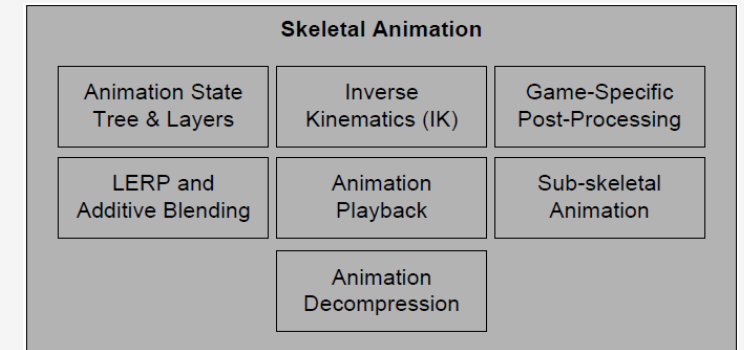 Skeletal Animation
Animation State
Tree & Layers
Inverse
Kinematics (IK)
Game-Specific
Post-Processing
LERP and
Additive Blending
Animation
Playback
Sub-skeletal
Animation
Animation
Decompression